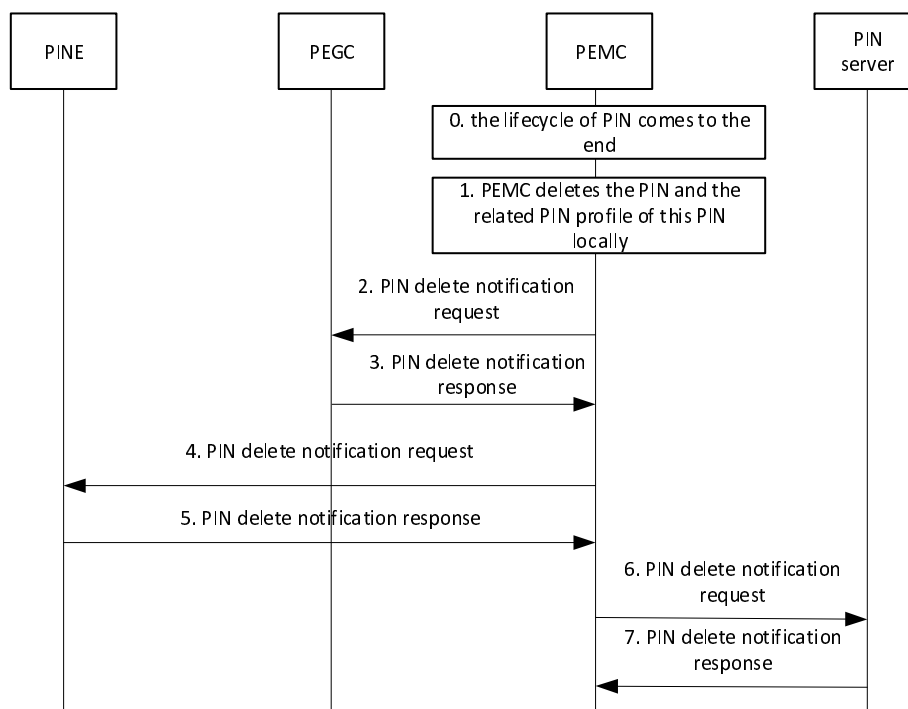 PINE
PEGC
PEMC
PIN
server
0. the lifecycle of PIN comes to the
end
1. PEMC deletes the PIN and the
related PIN profile of this PIN
locally
2. PIN delete notification
request
3. PIN delete notification
response
4. PIN delete notification request
5. PIN delete notification response
6. PIN delete notification
request
7. PIN delete notification
response